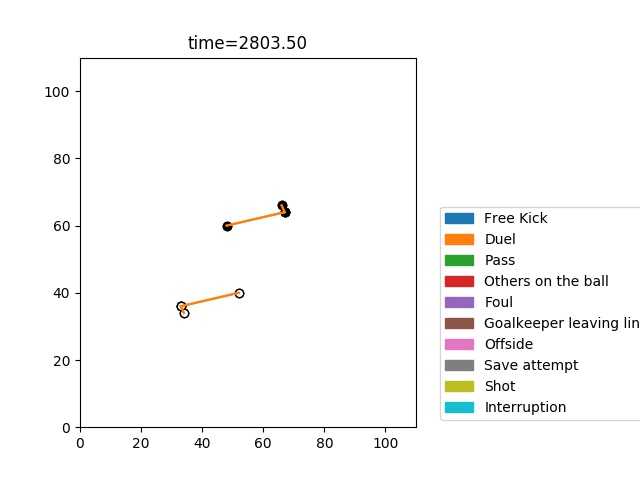 time=2803.50
100
80
60
40
20
0
0 20 40 60 80 100
Free Kick
Duel
Pass
Others on the ball
Foul
Goalkeeper leaving lin
Offside
Save attempt
Shot
Interruption